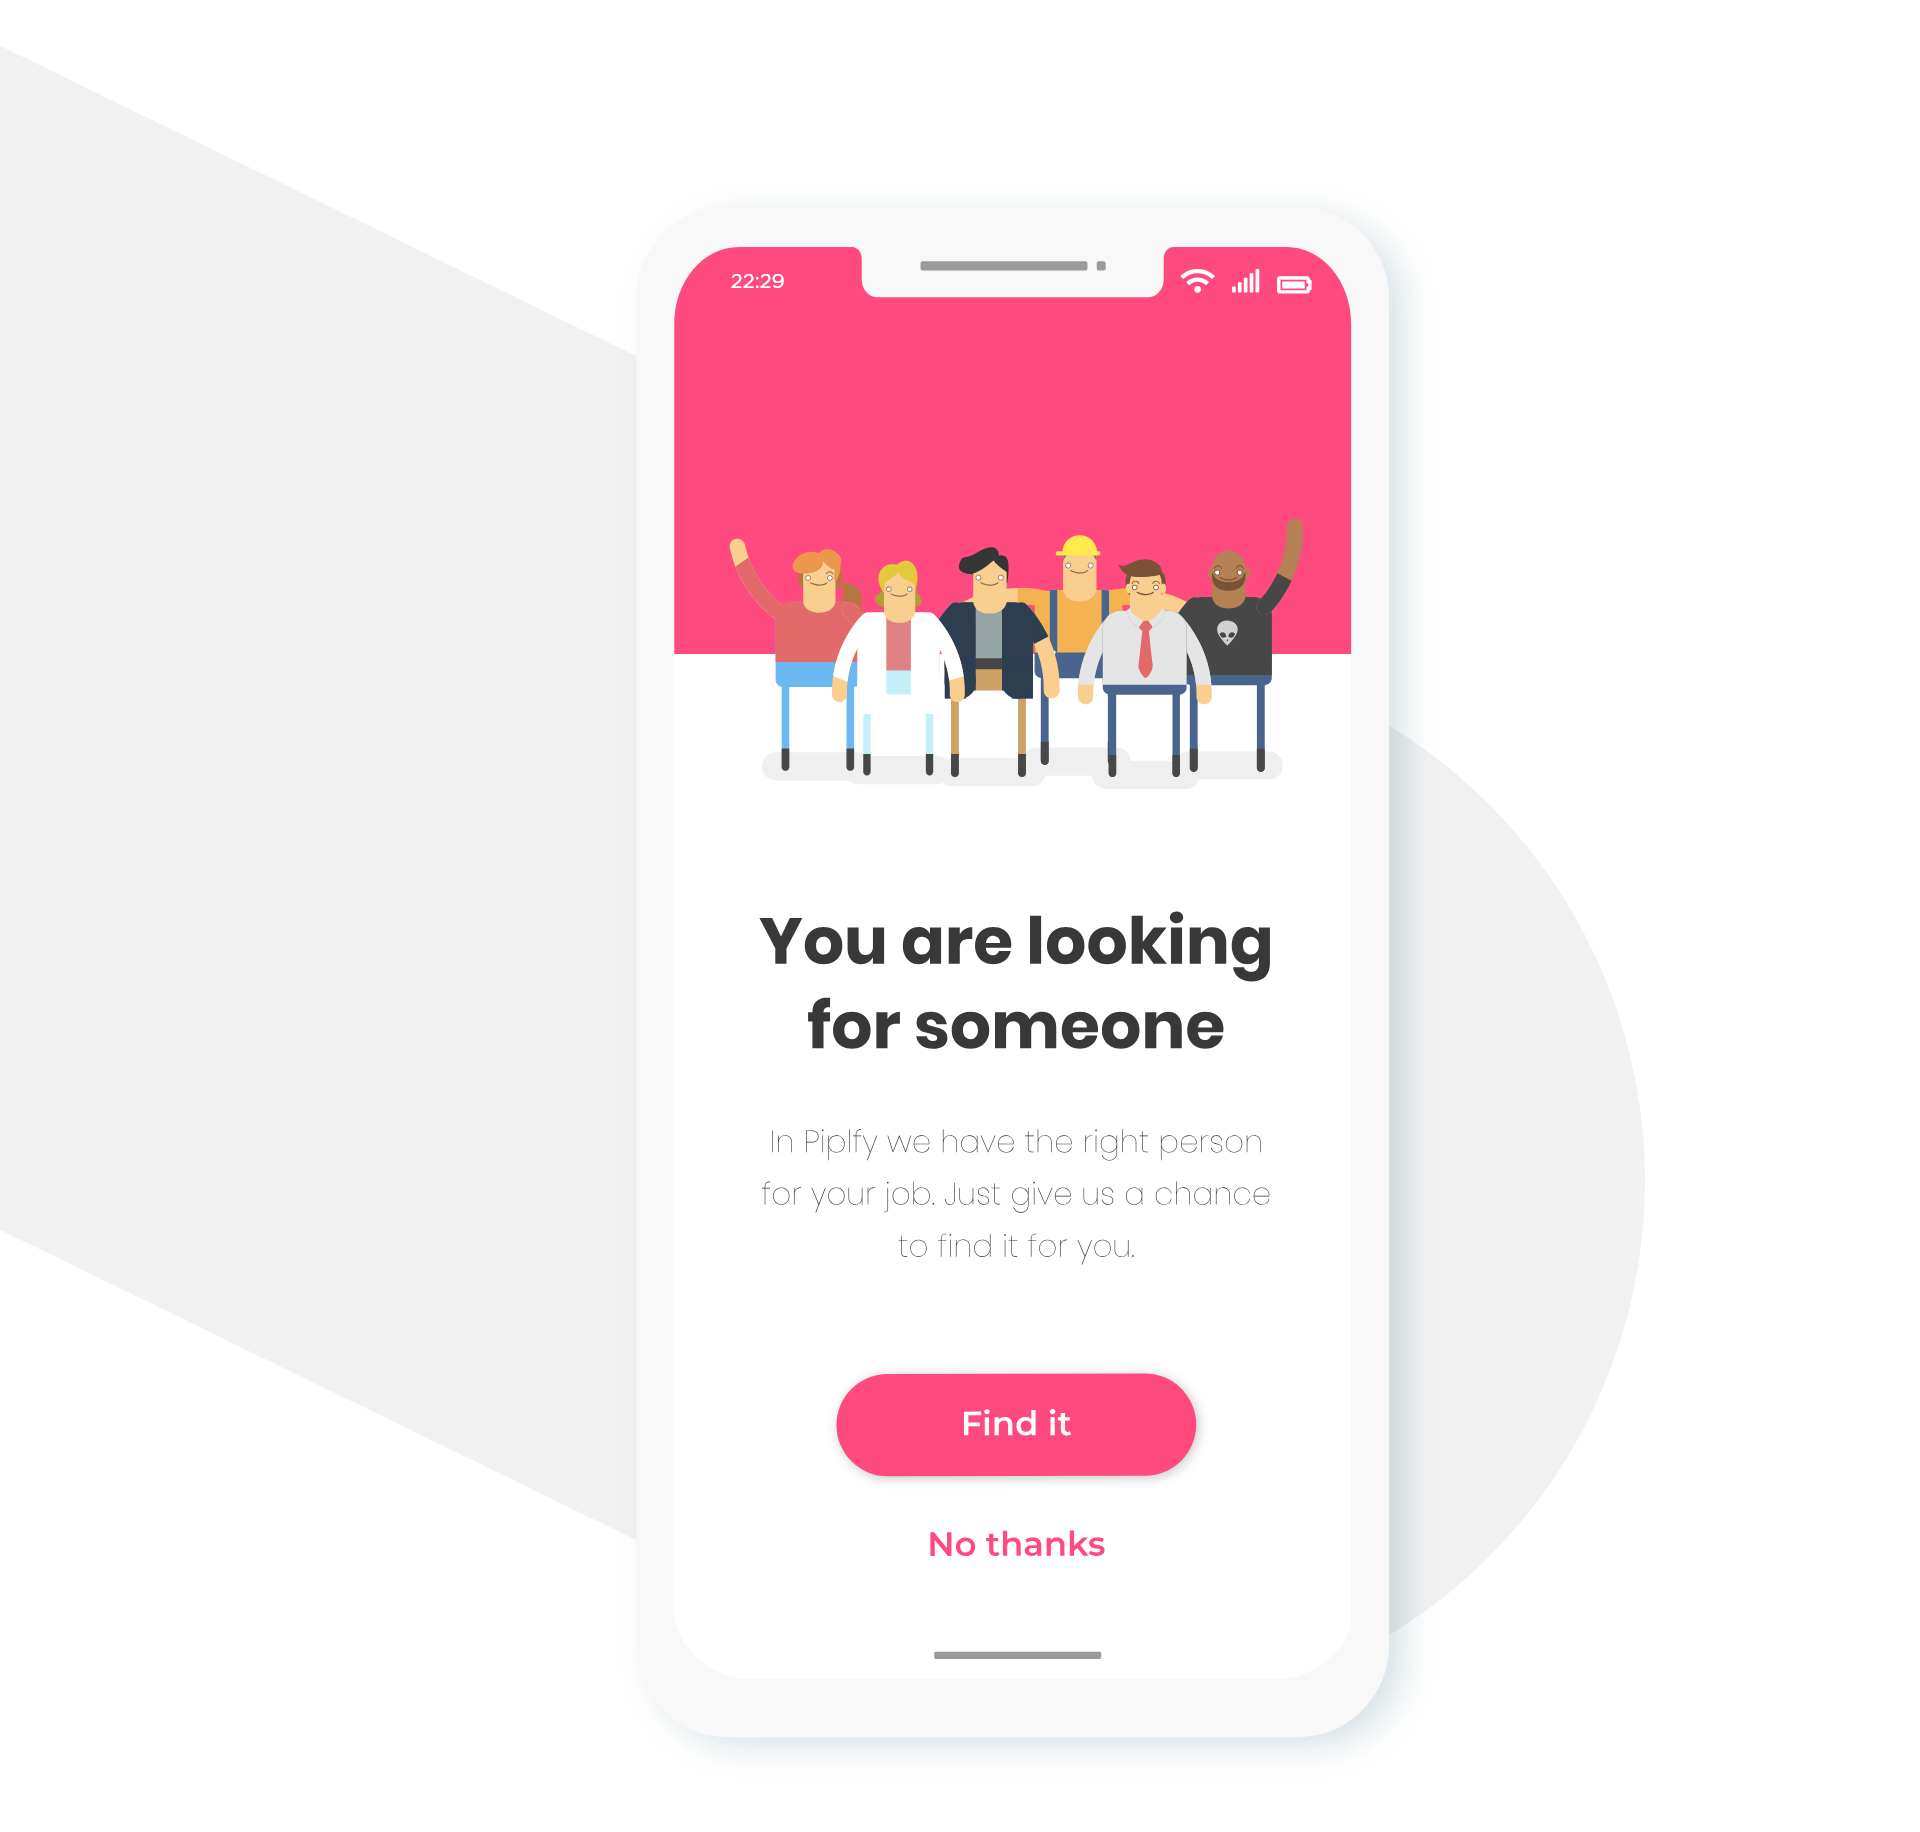 22:29
You are looking
for someone
In Piplfy we have the right person
for your job. Just give us a chance
to find it for you.
Find it
No thanks